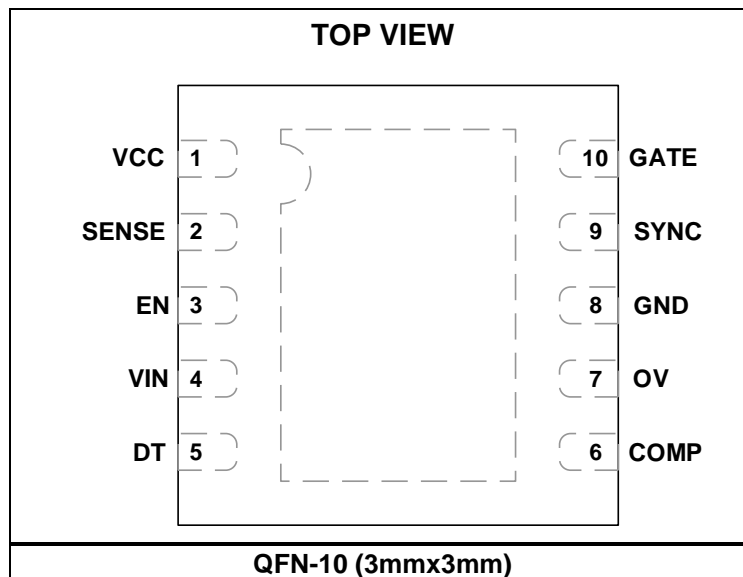 TOP VIEW
VCC 1 10 GATE
SENSE 2 9 SYNC
EN 3 8 GND
VIN 4 7 OV
DT 5 6 COMP
QFN-10 (3mmx3mm)